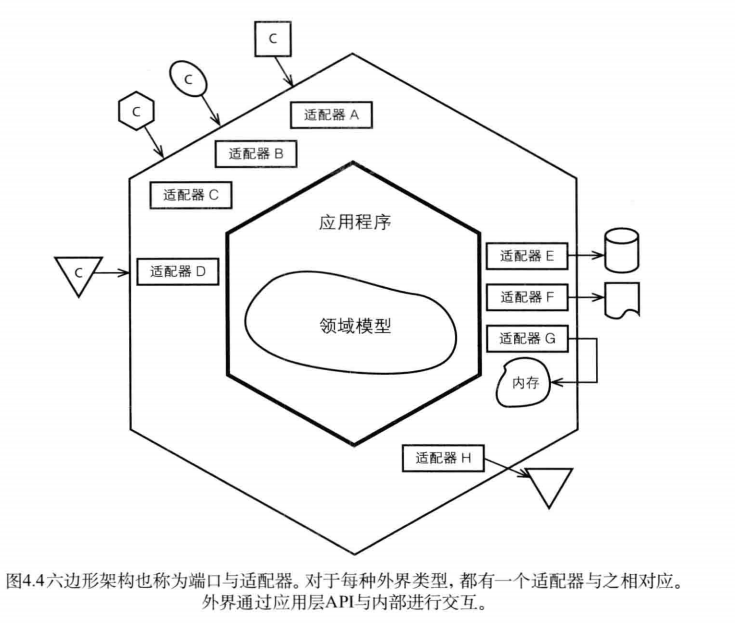 C
C
适配器 A
C
适配器 B
适配器 C
应用程序
适配器 E
C
适配器 D
适配器 F
领域模型
适配器 G
内存
适配器 H
图4.4六边形架构也称为端口与适配器。对于每种外界类型，都有一个适配器与之相对应。
外界通过应用层API与内部进行交互。